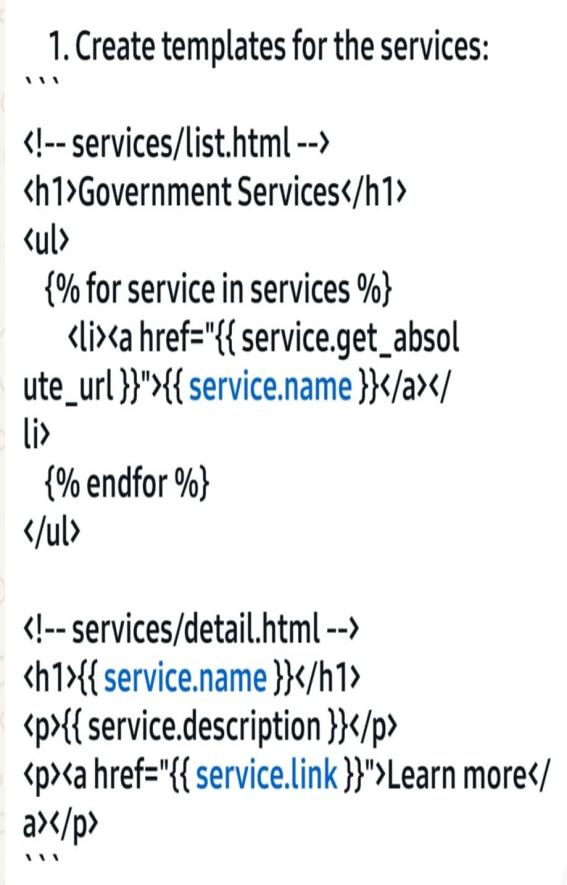 1. Create templates for the services:
```
<!-- services/list.html -->
<h1>Government Services</h1>
<ul>
{% for service in services %}
<li><a href="{{ service.get_absol
ute_url }}">{{ service.name }}</a></
li>
{% endfor %}
</ul>
<!-- services/detail.html -->
<h1>{{ service.name }}</h1>
<p>{{ service.description }}</p>
<p><a href="{{ service.link }}">Learn more</
a></p>
```